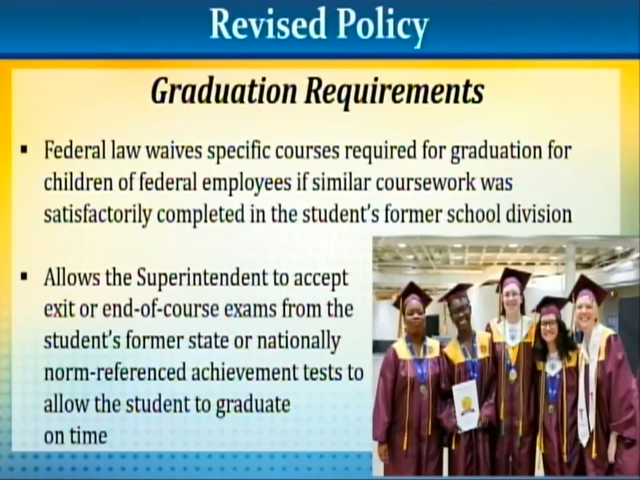 Revised Policy
Graduation Requirements
▪ Federal law waives specific courses required for graduation for
children of federal employees if similar coursework was
satisfactorily completed in the student's former school division
▪ Allows the Superintendent to accept
exit or end-of-course exams from the
student's former state or nationally
norm-referenced achievement tests to
allow the student to graduate
on time